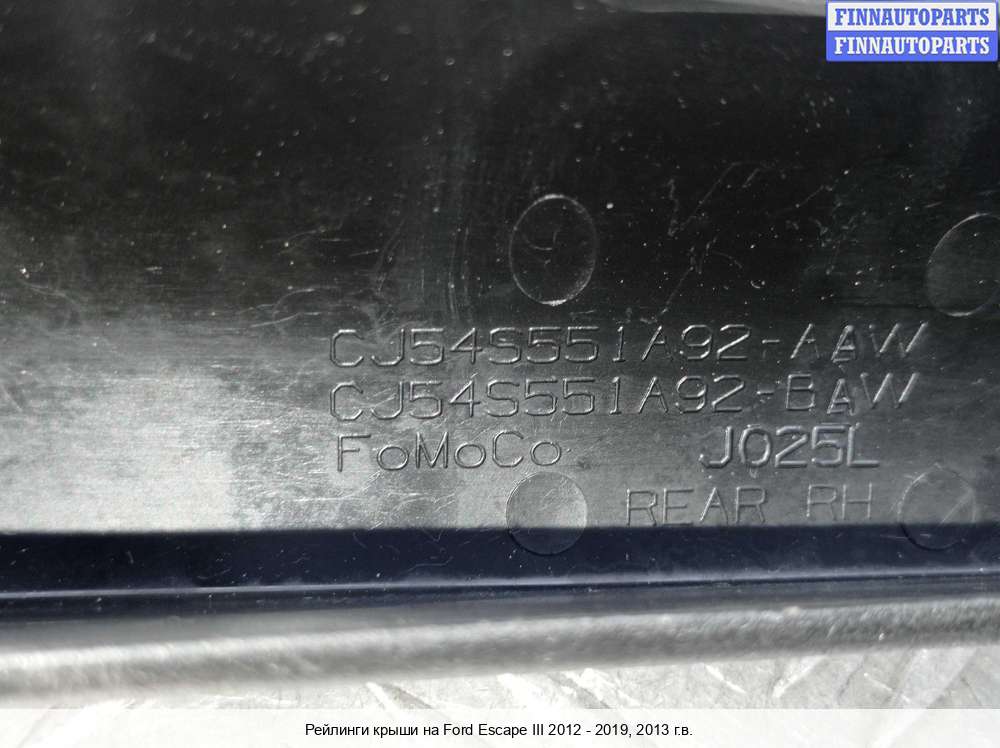 FINNAUTOPARTS
FINNAUTOPARTS
CJ54S551A92-AAW
CJ54S551A92-BAW
FoMoCo J025L
REAR RH
Рейлинги крыши на Ford Escape III 2012 - 2019, 2013 г.в.